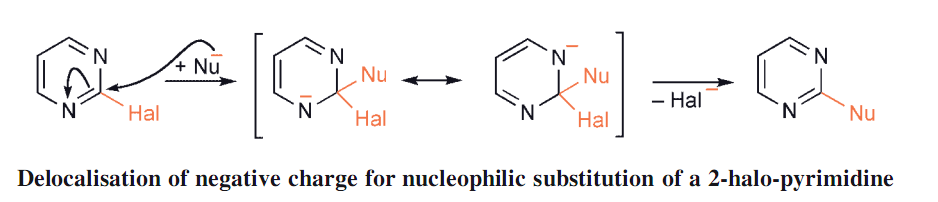 N N Hal
+ Nu −
N N − Nu Hal
N − N Nu Hal
– Hal −
N N Nu
Delocalisation of negative charge for nucleophilic substitution of a 2-halo-pyrimidine